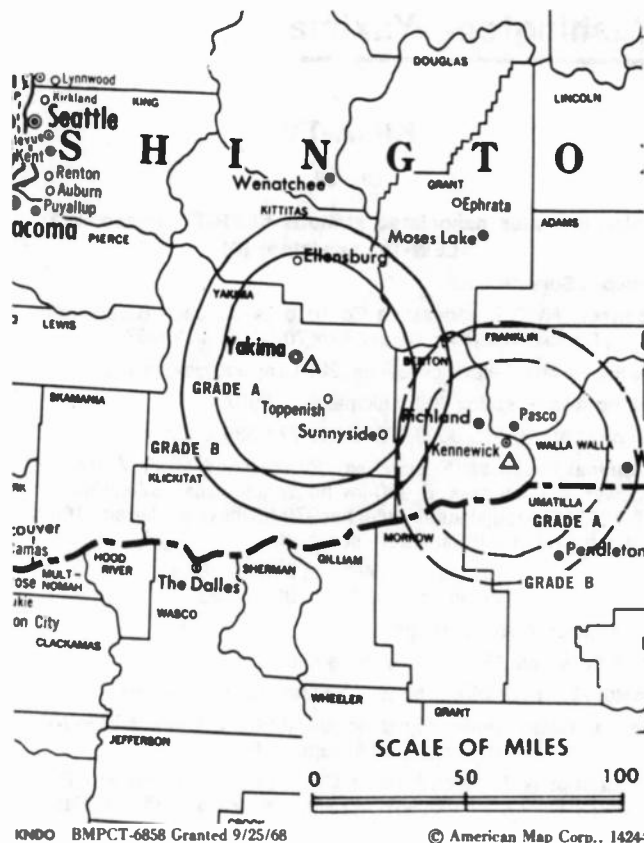 DOUGLAS
Lynnwood
Kirkland
KING
LINCOLN
Seattle
SHINGTO
Kent
Renton
Wenatchee
GRANT
Auburn
Ephrata
Puyallup
KITTITAS
ADAMS
acoma
PIERCE
Moses Lake
Ellensburg
YAKIMA
LEWIS
FRANKLIN
Yakima
BENTON
GRADE A
SKAMANIA
Toppenish
Richland
Pasco
Sunnyside
Kennewick
WALLA WALLA
GRADE B
KLICKITAT
UMATILLA
GRADE A
couver
MORROW
Camas
HOOD
RIVER
GILLIAM
Pendleton
SHERMAN
MULT-
NOMAH
The Dalles
GRADE B
on City
WASCO
CLACKAMAS
WHEELER
GRANT
JEFFERSON
SCALE OF MILES
0 50 100
CROOK
KNDO BMPCT-6858 Granted 9/25/68
© American Map Corp., 1424